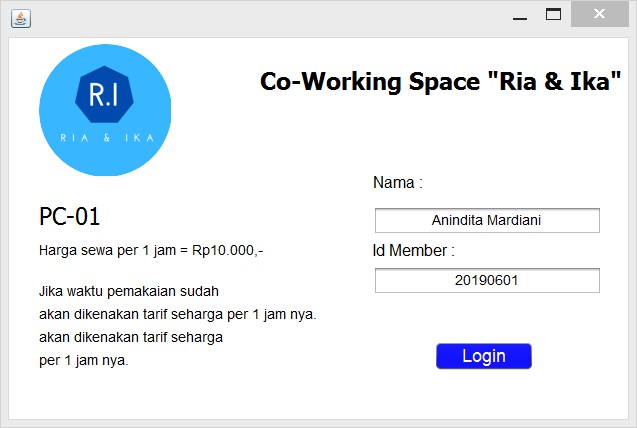 R.I
RIA & IKA
Co-Working Space "Ria & Ika"
PC-01
Harga sewa per 1 jam = Rp10.000,-
Jika waktu pemakaian sudah
akan dikenakan tarif seharga per 1 jam nya.
akan dikenakan tarif seharga
per 1 jam nya.
Nama :
Anindita Mardiani
Id Member :
20190601
Login